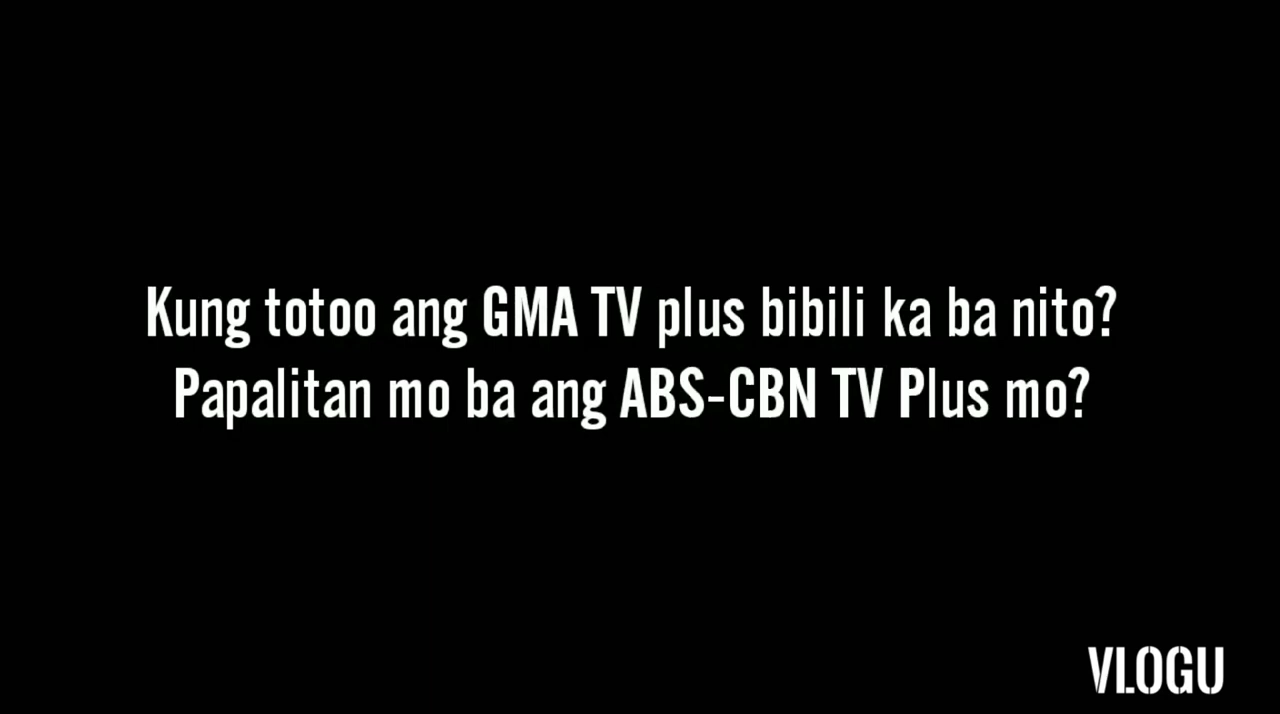 Kung totoo ang GMA TV plus bibili ka ba nito?
Papalitan mo ba ang ABS-CBN TV Plus mo?
VLOGU